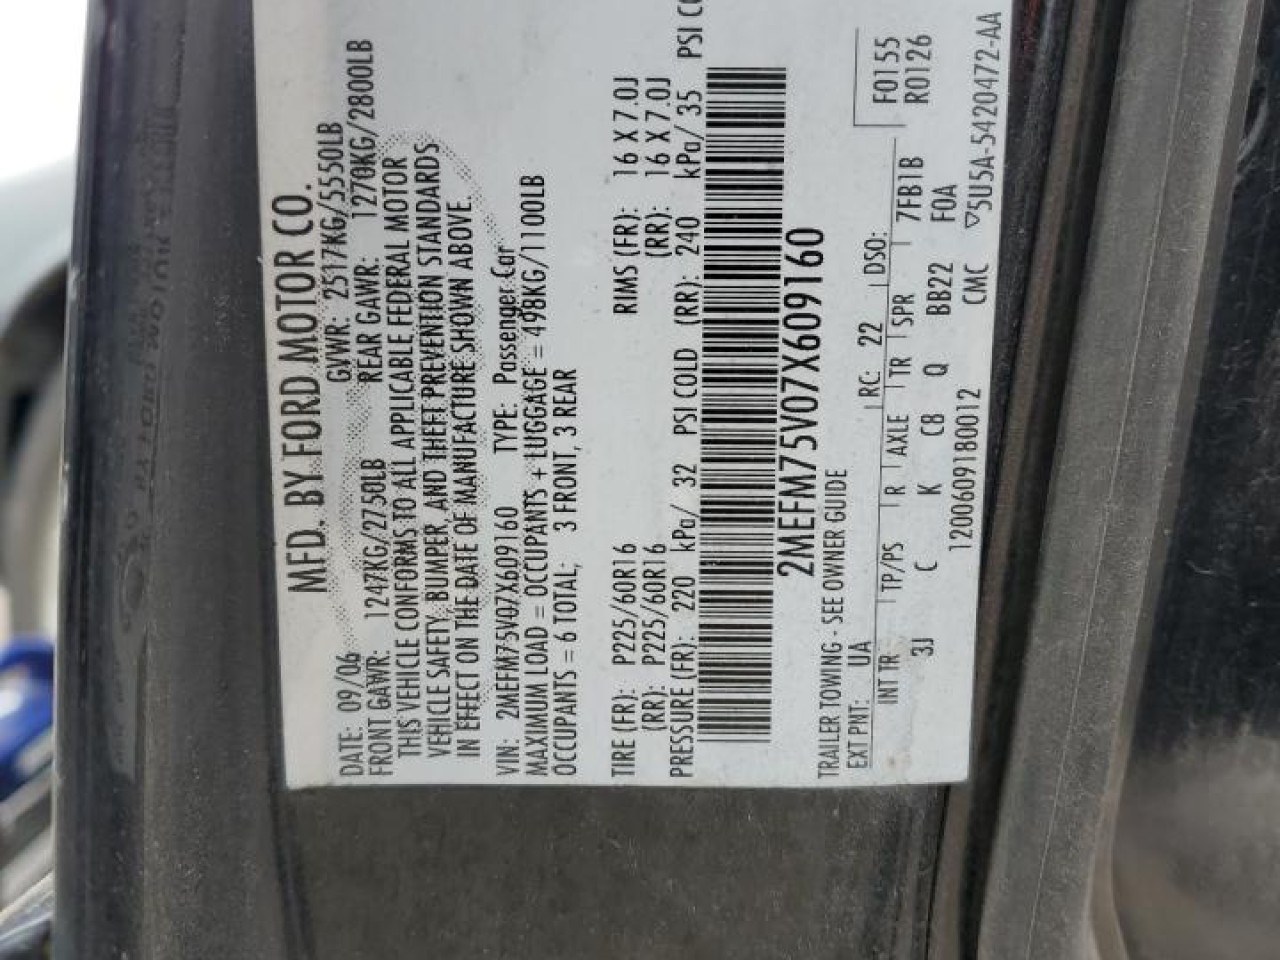 MFD. BY FORD MOTOR CO.
DATE: 09/06 GVWR: 2517KG/5550LB
FRONT GAWR: 1247KG/2750LB REAR GAWR: 1270KG/2800LB
THIS VEHICLE CONFORMS TO ALL APPLICABLE FEDERAL MOTOR
VEHICLE SAFETY, BUMPER, AND THEFT PREVENTION STANDARDS
IN EFFECT ON THE DATE OF MANUFACTURE SHOWN ABOVE.
VIN: 2MEFM75V07X609160 TYPE: Passenger Car
MAXIMUM LOAD = OCCUPANTS + LUGGAGE = 498KG/1100LB
OCCUPANTS = 6 TOTAL; 3 FRONT, 3 REAR
TIRE (FR): P225/60R16 RIMS (FR): 16 X 7.0J
(RR): P225/60R16 (RR): 16 X 7.0J
PRESSURE (FR): 220 kPa/ 32 PSI COLD (RR): 240 kPa/ 35 PSI CO
2MEFM75V07X609160
TRAILER TOWING - SEE OWNER GUIDE
EXT PNT: UA RC: 22 DSO: F0155
R0126
INT TR TP/PS R AXLE TR SPR 7FB1B
3J C K C8 Q BB22 F0A
1200609180012 CMC ▽5U5A-5420472-AA